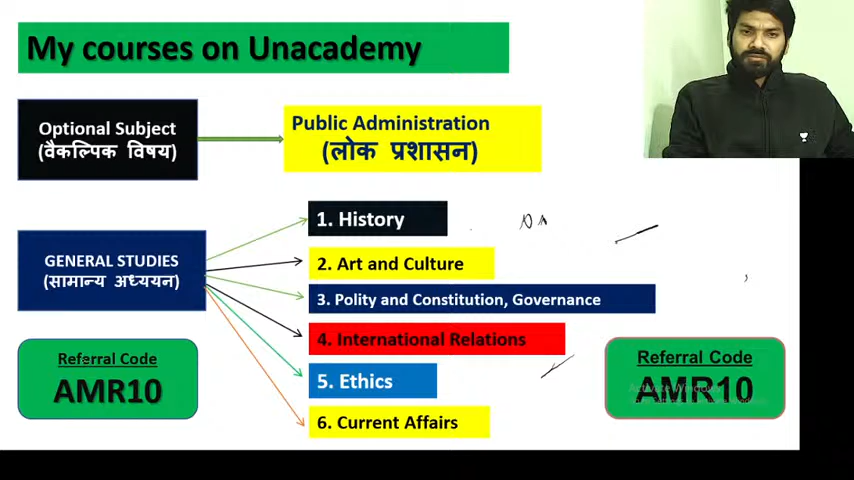 My courses on Unacademy
Optional Subject
(वैकल्पिक विषय)
Public Administration
(लोक प्रशासन)
GENERAL STUDIES
(सामान्य अध्ययन)
1. History
2. Art and Culture
3. Polity and Constitution, Governance
4. International Relations
5. Ethics
6. Current Affairs
Referral Code
AMR10
Referral Code
AMR10